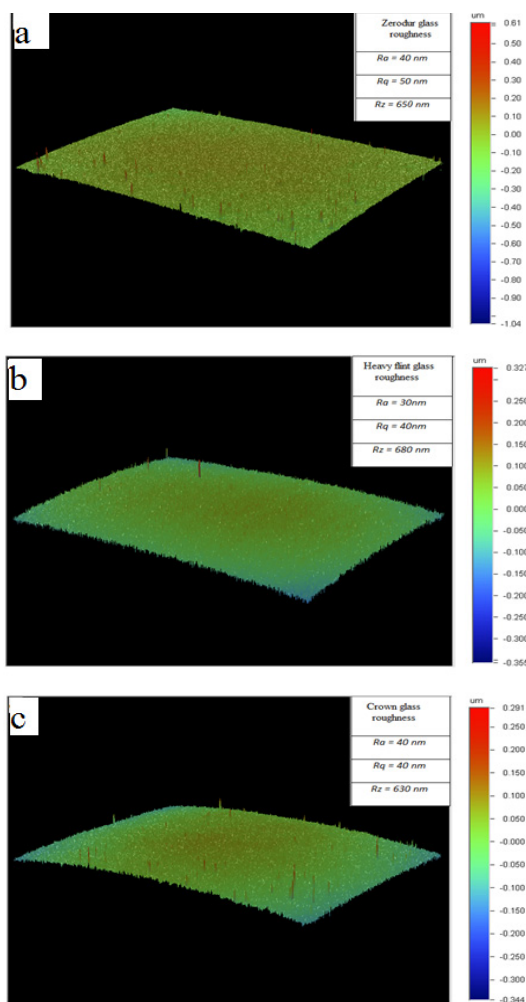 a
Zerodur glass
roughness
Ra = 40 nm
Rq = 50 nm
Rz = 650 nm
um
0.61
0.50
0.40
0.30
0.20
0.10
0.00
-0.10
-0.20
-0.30
-0.40
-0.50
-0.60
-0.70
-0.80
-0.90
-1.04
b
Heavy flint glass
roughness
Ra = 30nm
Rq = 40nm
Rz = 680 nm
um
0.327
0.250
0.200
0.150
0.100
0.050
0.000
-0.050
-0.100
-0.150
-0.200
-0.250
-0.300
-0.355
c
Crown glass
roughness
Ra = 40 nm
Rq = 40 nm
Rz = 630 nm
um
0.291
0.250
0.200
0.150
0.100
0.050
-0.000
-0.050
-0.100
-0.150
-0.200
-0.250
-0.300
-0.344